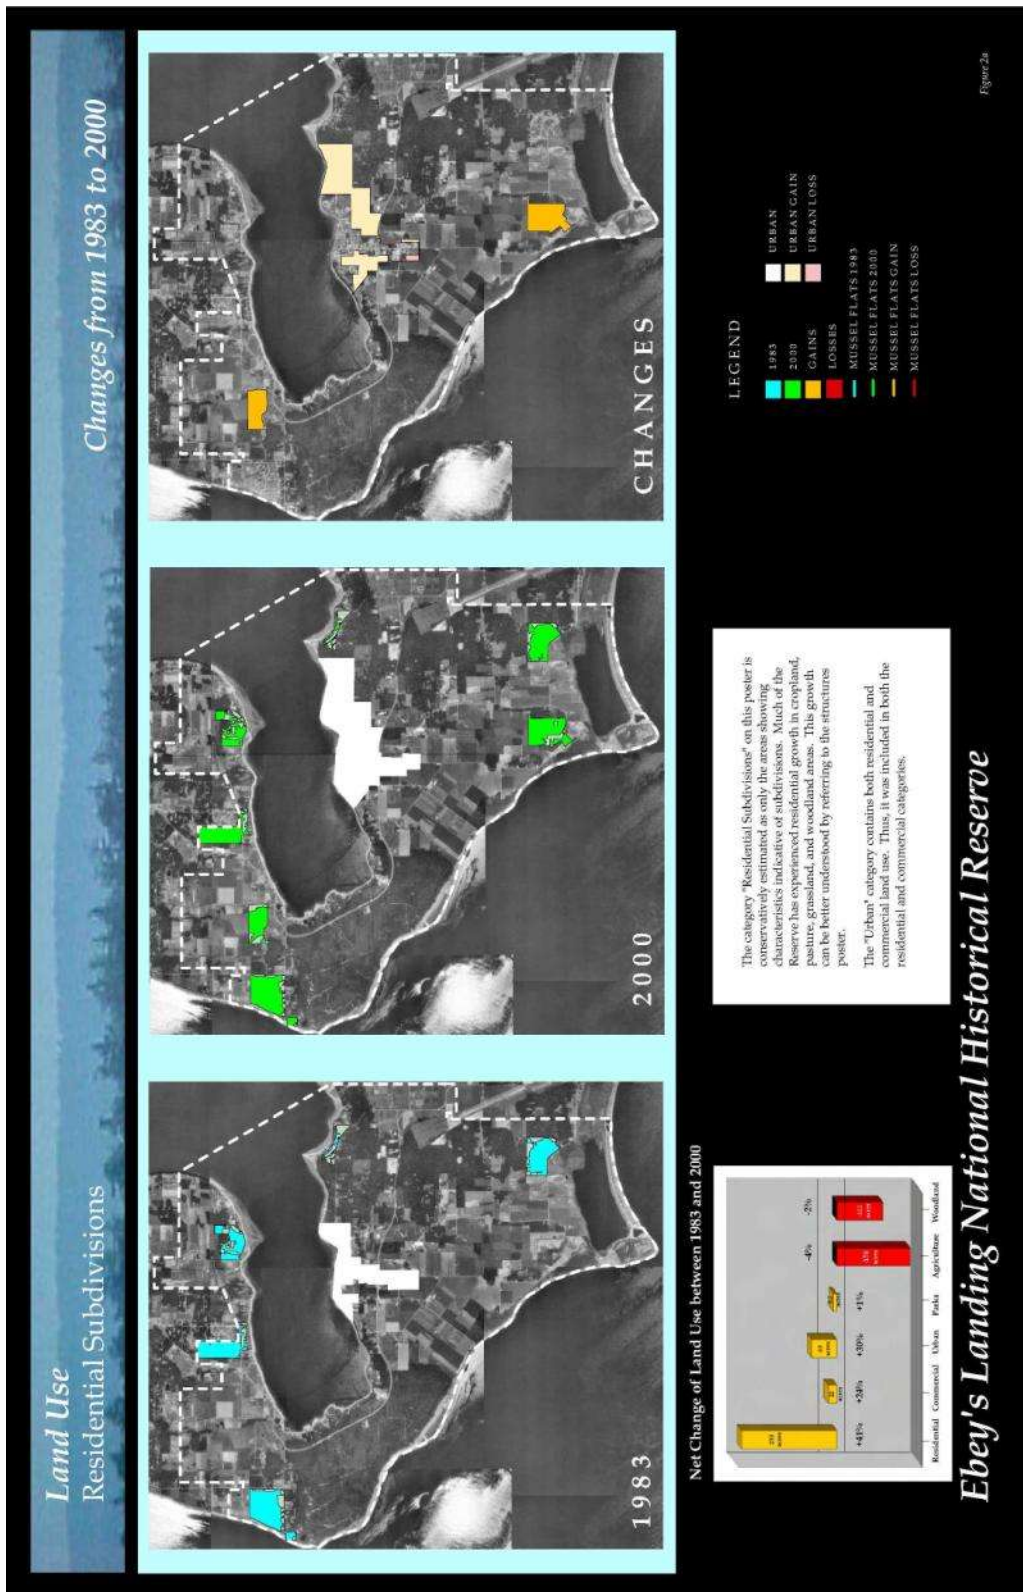 Land Use
Residential Subdivisions
Changes from 1983 to 2000
1983
2000
CHANGES
Net Change of Land Use between 1983 and 2000
+41%
+24%
+30%
+1%
-4%
-2%
Residential
Commercial
Urban
Parks
Agriculture
Woodland
The category "Residential Subdivisions" on this poster is
conservatively estimated as only the areas showing
characteristics indicative of subdivisions. Much of the
Reserve has experienced residential growth in cropland,
pasture, grassland, and woodland areas. This growth
can be better understood by referring to the structures
poster.
The "Urban" category contains both residential and
commercial land use. Thus, it was included in both the
residential and commercial categories.
LEGEND
1983
2000
GAINS
LOSSES
MUSSEL FLATS 1983
MUSSEL FLATS 2000
MUSSEL FLATS GAIN
MUSSEL FLATS LOSS
URBAN
URBAN GAIN
URBAN LOSS
Ebey's Landing National Historical Reserve
Figure 2a